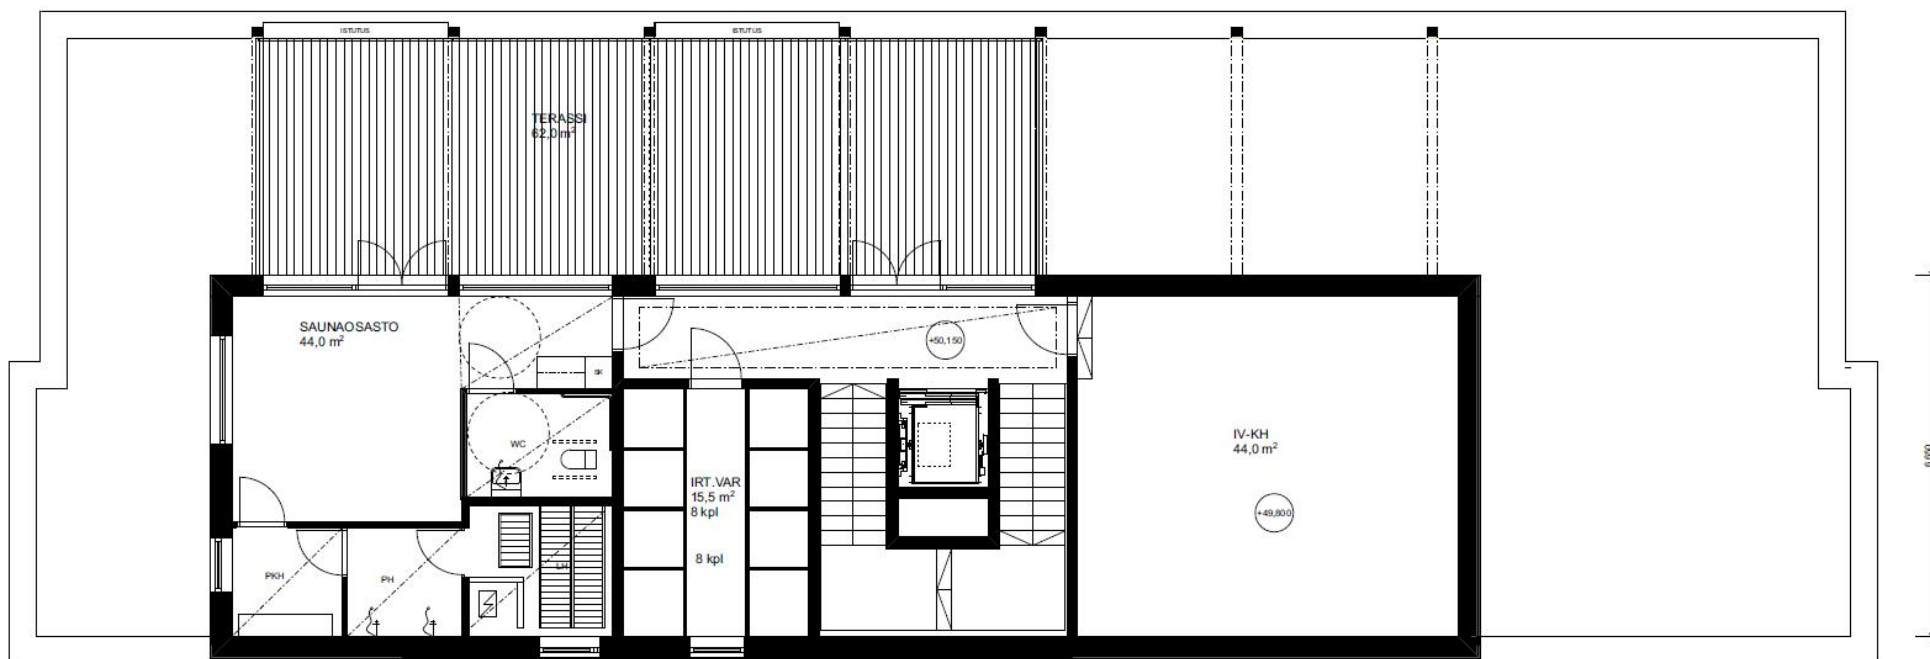 ISTUTUS
ISTUTUS
TERASSI
62,0 m²
SAUNAOSASTO
44,0 m²
+50,150
SK
WC
IV-KH
44,0 m²
IRT.VAR
15,5 m²
8 kpl
+49,800
8 kpl
LH
PKH
PH